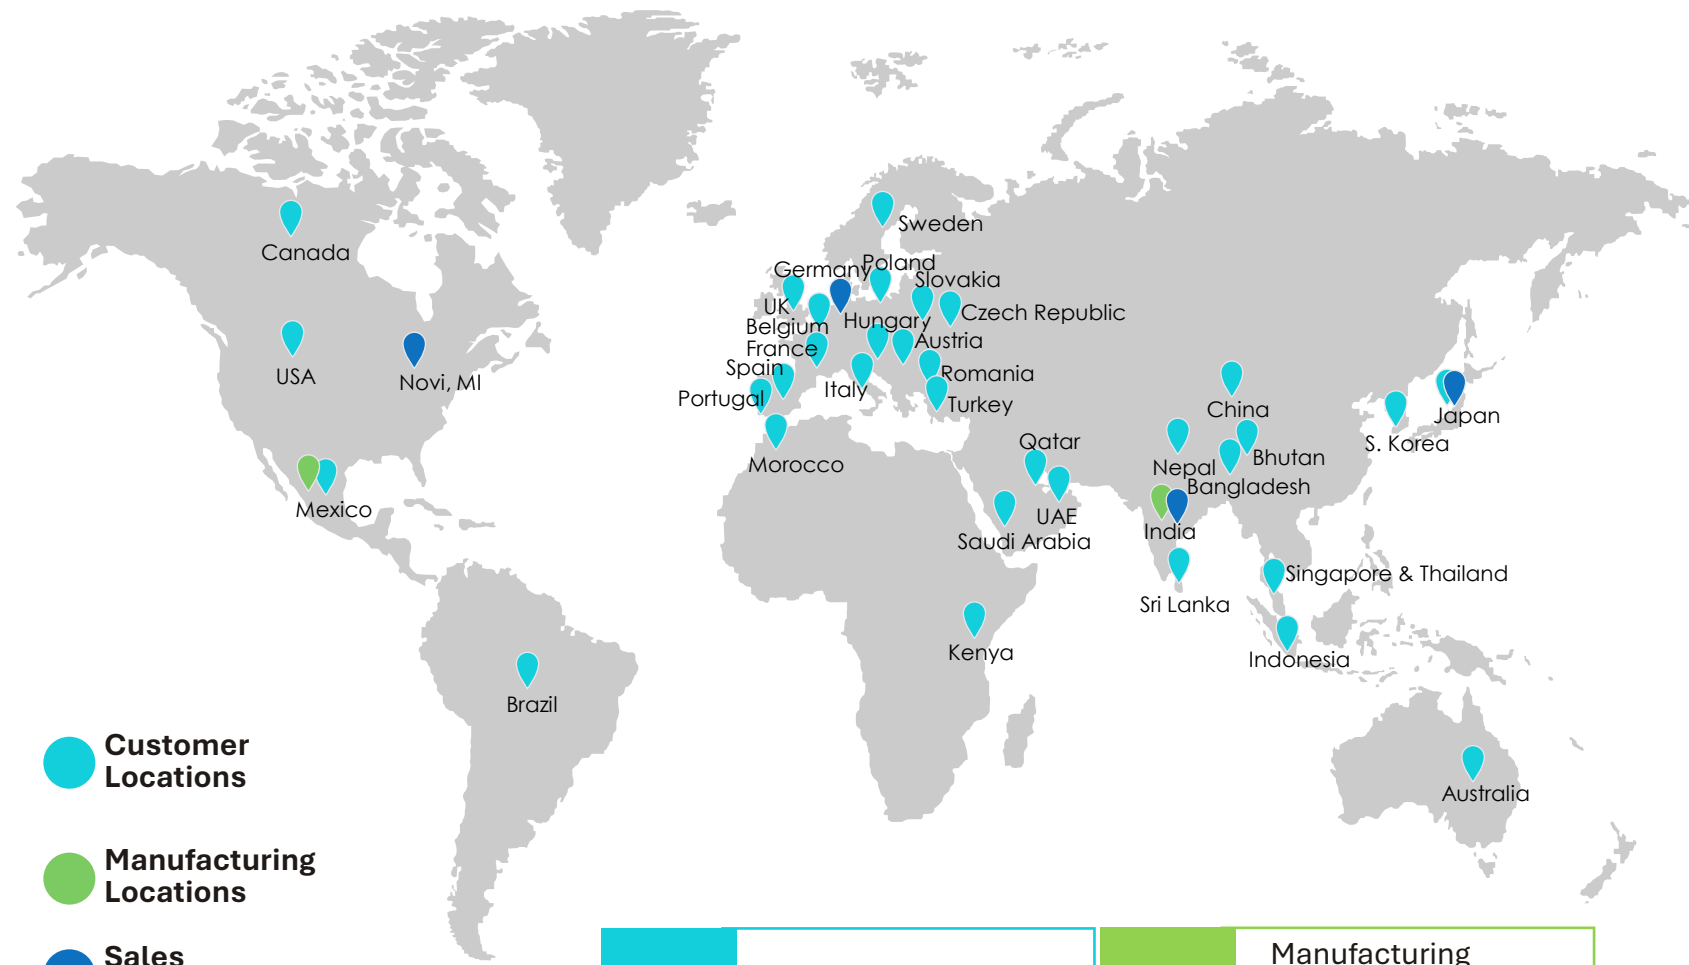 Sweden
Canada
Germany
Poland
Slovakia
UK
Belgium
Hungary
Czech Republic
France
Austria
Spain
Italy
Romania
Portugal
Turkey
USA
Novi, MI
China
Japan
S. Korea
Morocco
Qatar
Nepal
Bhutan
Bangladesh
Mexico
UAE
India
Saudi Arabia
Singapore & Thailand
Sri Lanka
Kenya
Indonesia
Brazil
Australia
Customer
Locations
Manufacturing
Locations
Sales
Manufacturing